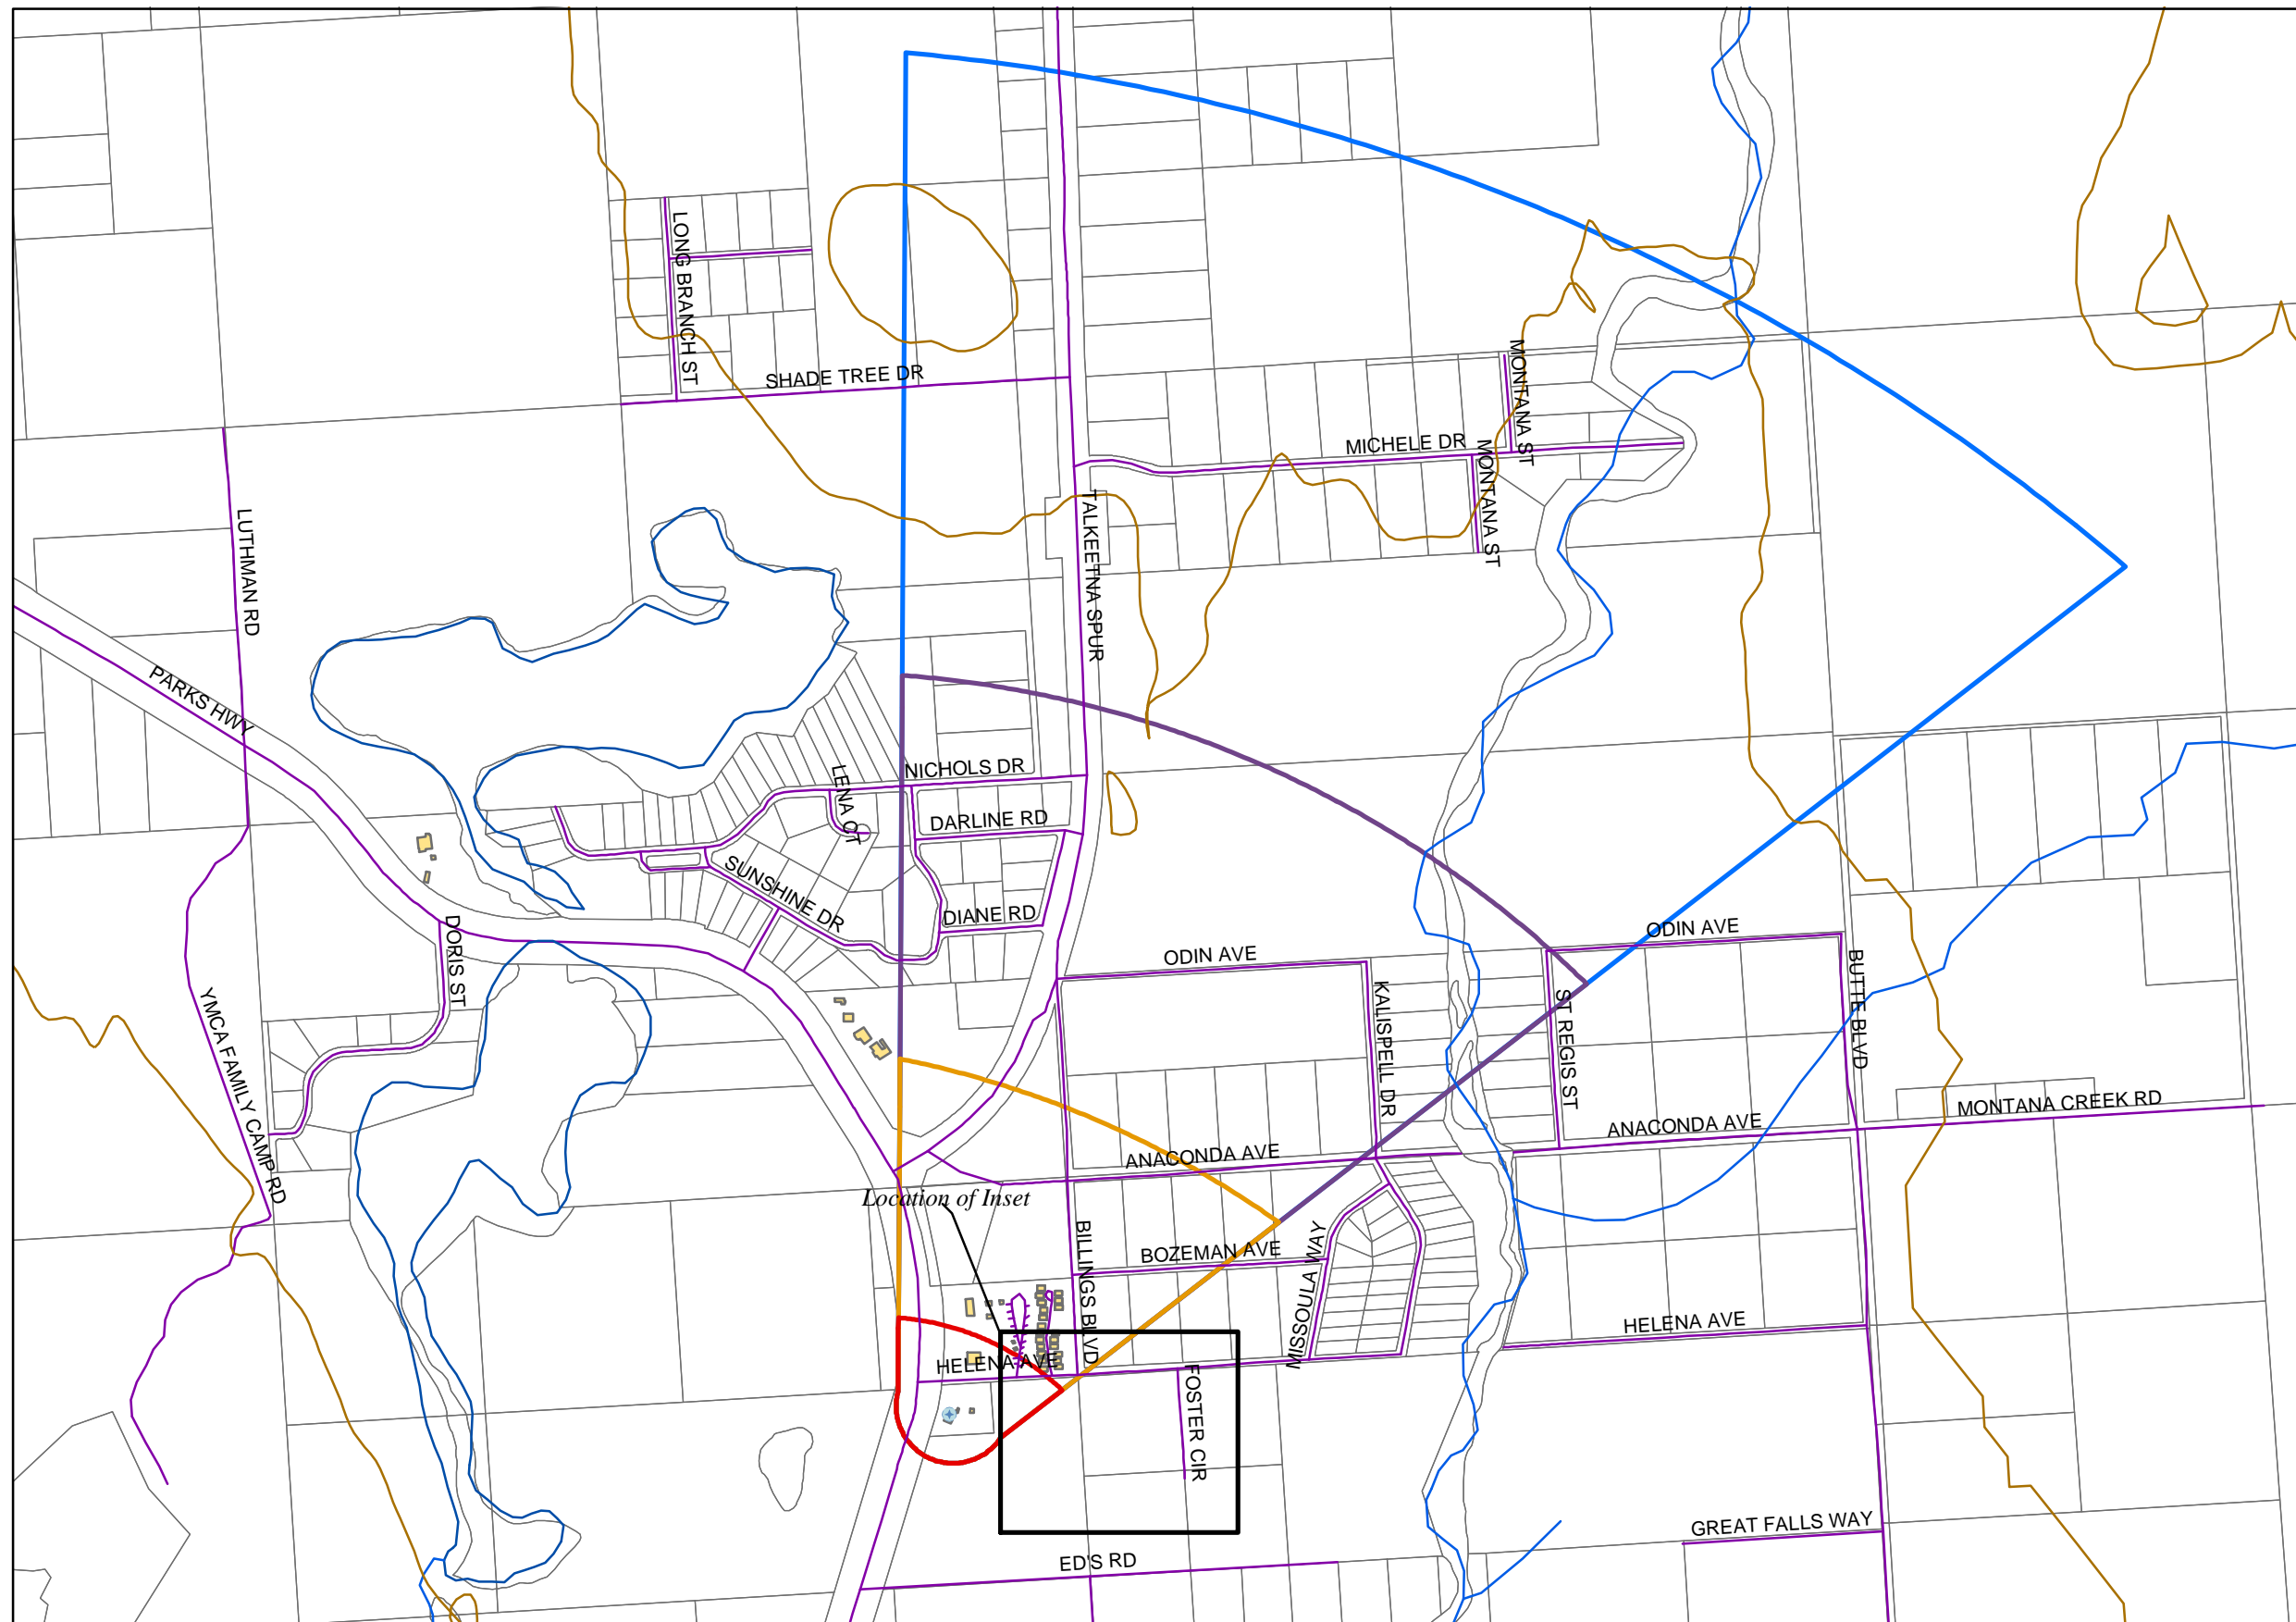 LONG BRANCH ST
SHADE TREE DR
MONTANA ST
MICHELE DR
MONTANA ST
TALKEETNA SPUR
LUTHMAN RD
PARKS HWY
NICHOLS DR
LENA CT
DARLINE RD
SUNSHINE DR
DIANE RD
DORIS ST
ODIN AVE
ODIN AVE
BUTTE BLVD
KALISPELL DR
ST REGIS ST
YMCA FAMILY CAMP RD
MONTANA CREEK RD
ANACONDA AVE
ANACONDA AVE
Location of Inset
BILLINGS BLVD
BOZEMAN AVE
MISSOULA WAY
HELENA AVE
HELENA AVE
FOSTER CIR
GREAT FALLS WAY
ED'S RD